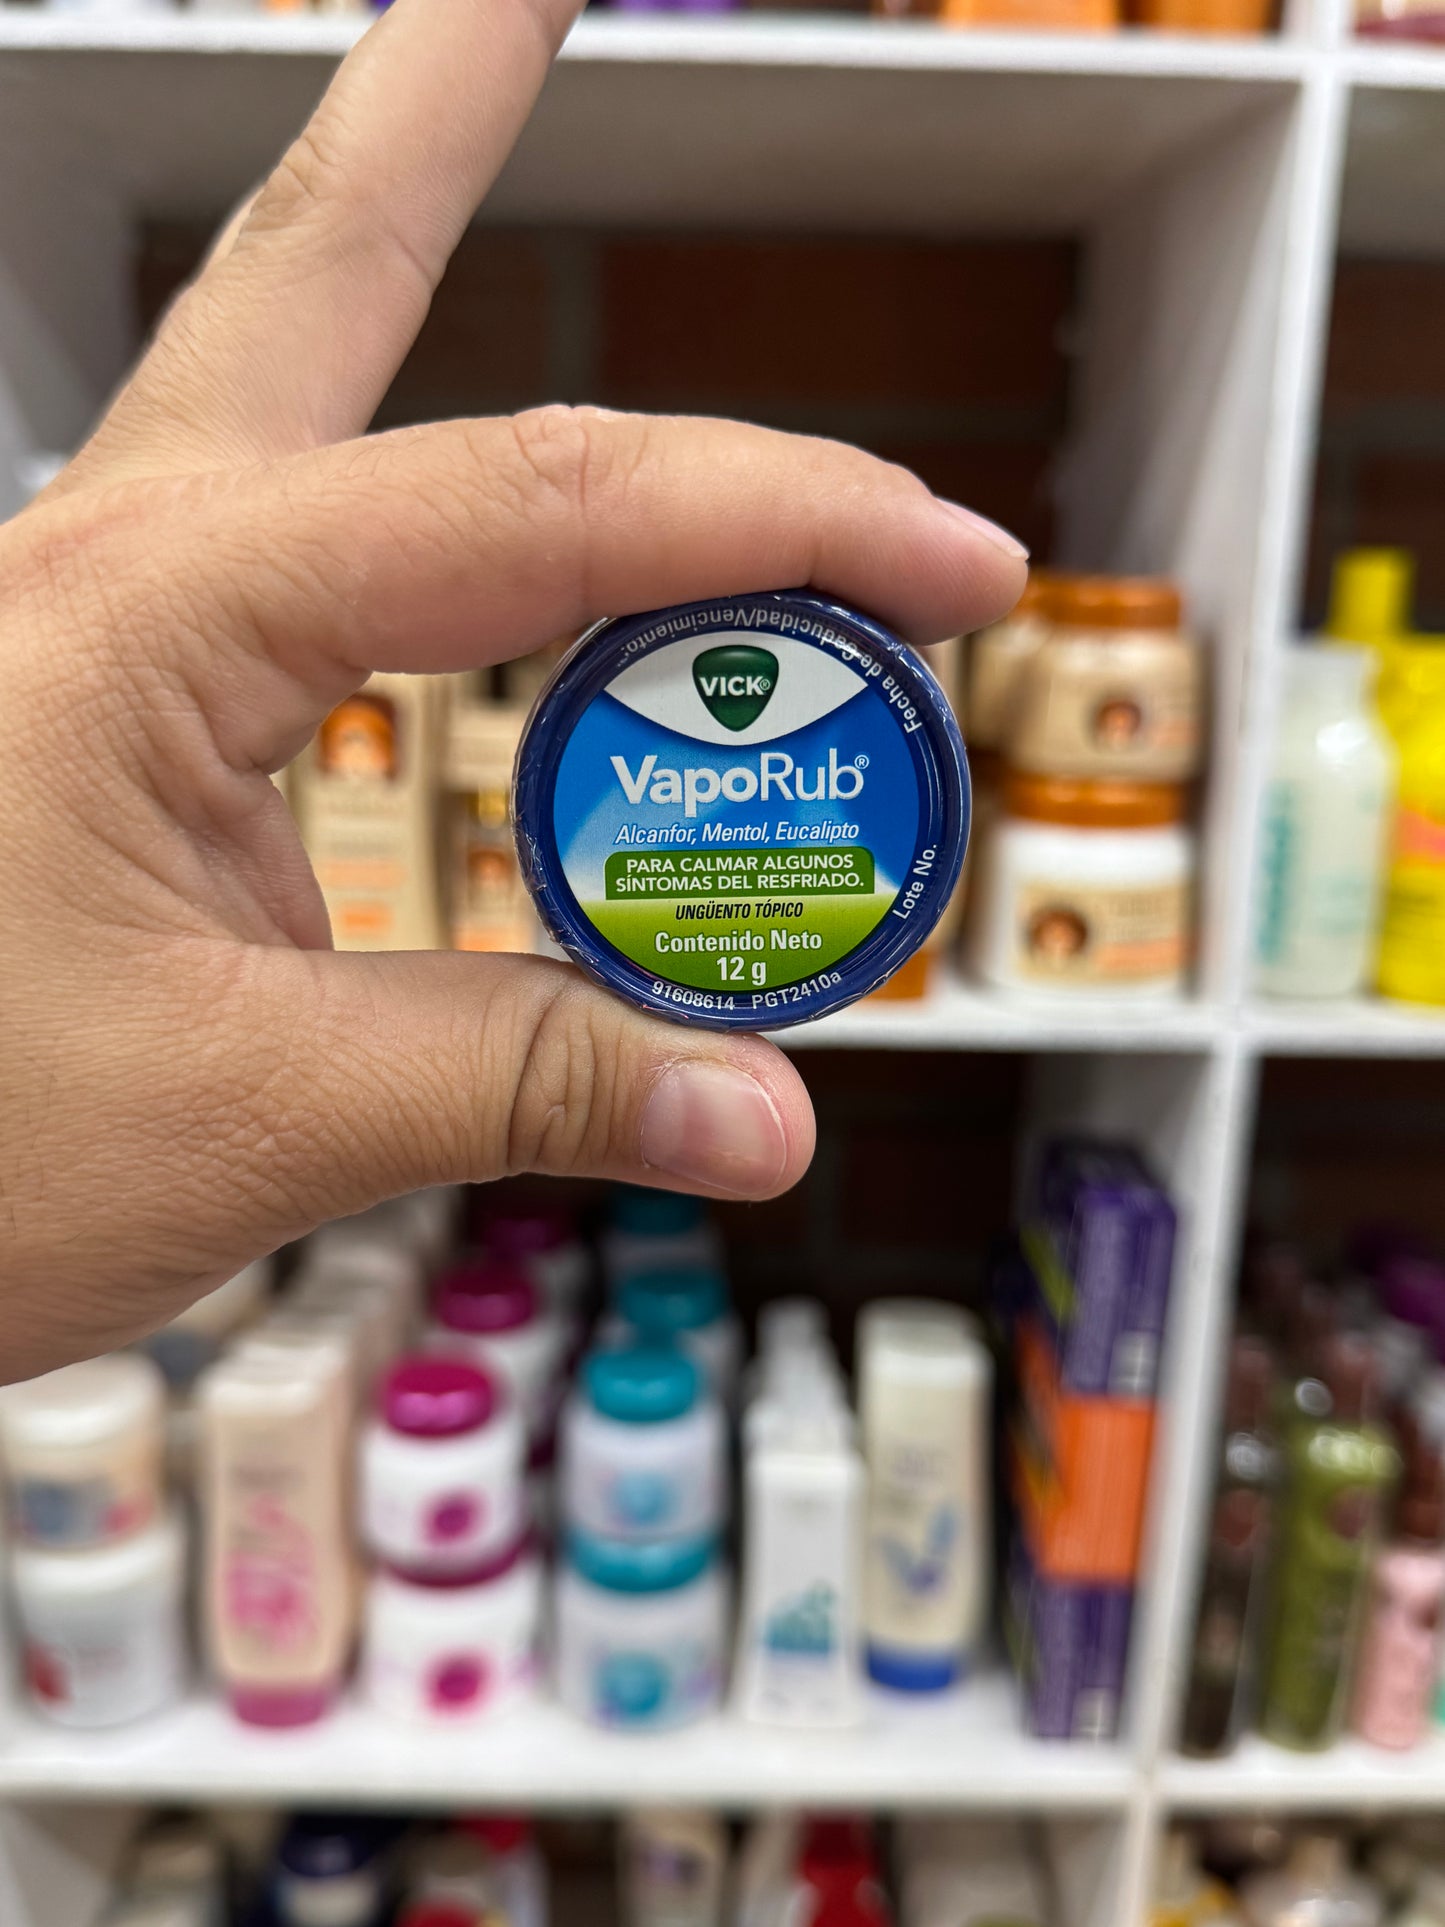 VICK®
VapoRub®
Alcanfor, Mentol, Eucalipto
PARA CALMAR ALGUNOS
SÍNTOMAS DEL RESFRIADO.
UNGÜENTO TÓPICO
Contenido Neto
12 g
91608614 PGT2410a
Lote No.
Fecha de Caducidad/Vencimiento: